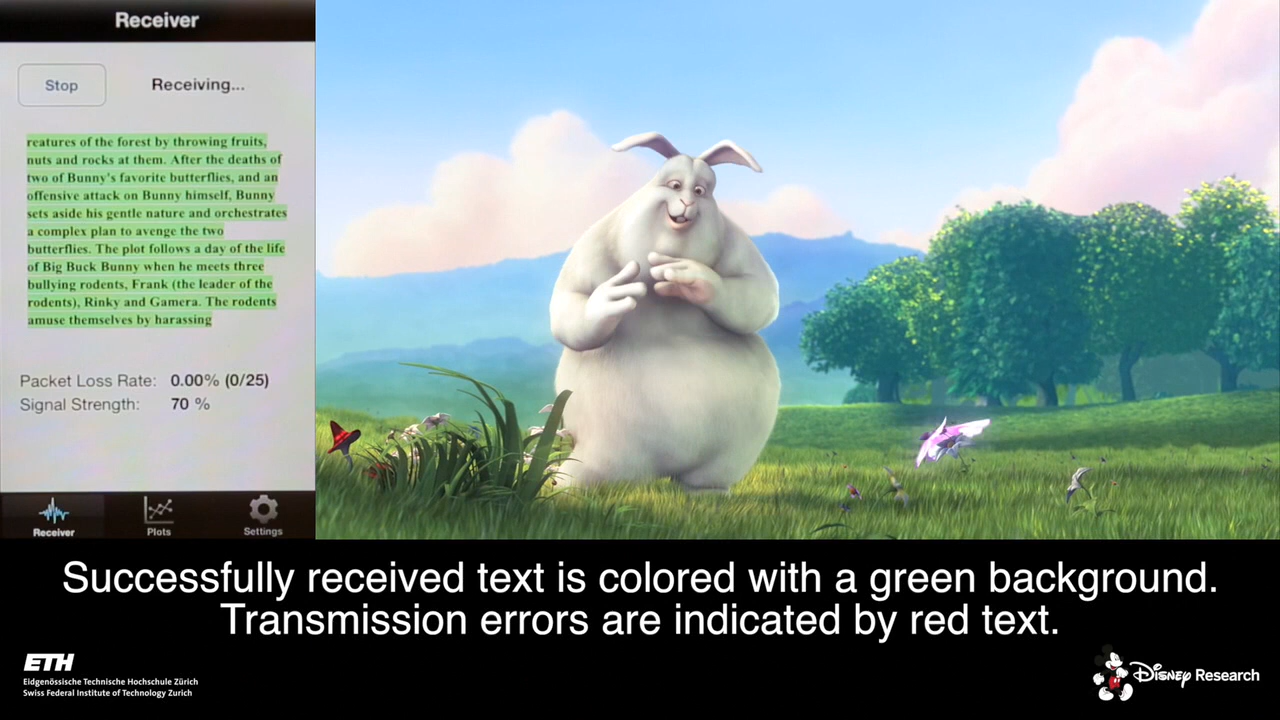 Receiver
Stop
Receiving...
reatures of the forest by throwing fruits,
nuts and rocks at them. After the deaths of
two of Bunny's favorite butterflies, and an
offensive attack on Bunny himself, Bunny
sets aside his gentle nature and orchestrates
a complex plan to avenge the two
butterflies. The plot follows a day of the life
of Big Buck Bunny when he meets three
bullying rodents, Frank (the leader of the
rodents), Rinky and Gamera. The rodents
amuse themselves by harassing
Packet Loss Rate: 0.00% (0/25)
Signal Strength: 70 %
Receiver
Plots
Settings
Successfully received text is colored with a green background.
Transmission errors are indicated by red text.
ETH
Eidgenössische Technische Hochschule Zürich
Swiss Federal Institute of Technology Zurich
Disney Research